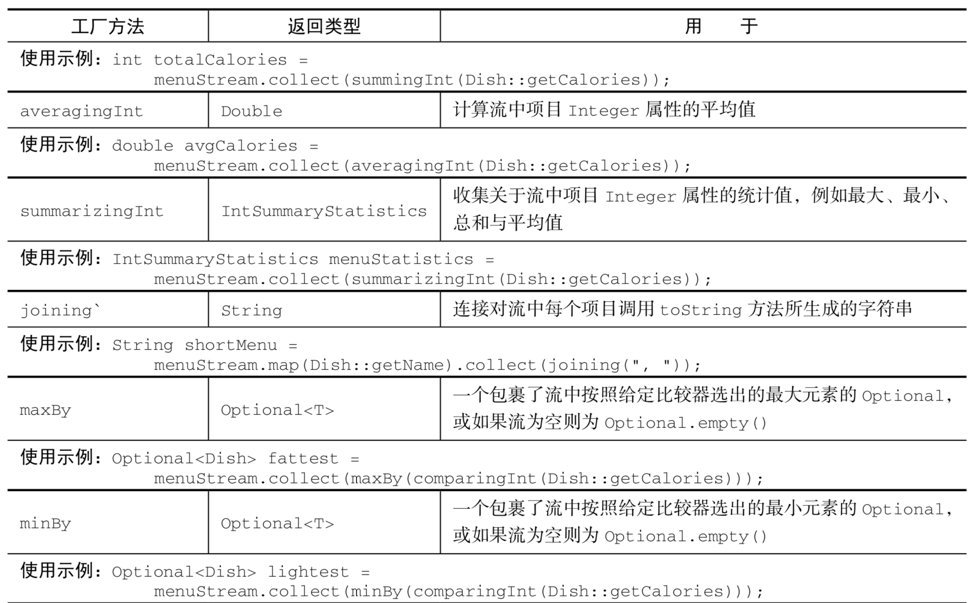 工厂方法 返回类型 用 于
使用示例：int totalCalories =
menuStream.collect(summingInt(Dish::getCalories));
averagingInt Double 计算流中项目 Integer 属性的平均值
使用示例：double avgCalories =
menuStream.collect(averagingInt(Dish::getCalories));
summarizingInt IntSummaryStatistics 收集关于流中项目 Integer 属性的统计值，例如最大、最小、
总和与平均值
使用示例：IntSummaryStatistics menuStatistics =
menuStream.collect(summarizingInt(Dish::getCalories));
joining` String 连接对流中每个项目调用 toString 方法所生成的字符串
使用示例：String shortMenu =
menuStream.map(Dish::getName).collect(joining(", "));
maxBy Optional<T> 一个包裹了流中按照给定比较器选出的最大元素的 Optional，
或如果流为空则为 Optional.empty()
使用示例：Optional<Dish> fattest =
menuStream.collect(maxBy(comparingInt(Dish::getCalories)));
minBy Optional<T> 一个包裹了流中按照给定比较器选出的最小元素的 Optional，
或如果流为空则为 Optional.empty()
使用示例：Optional<Dish> lightest =
menuStream.collect(minBy(comparingInt(Dish::getCalories)));